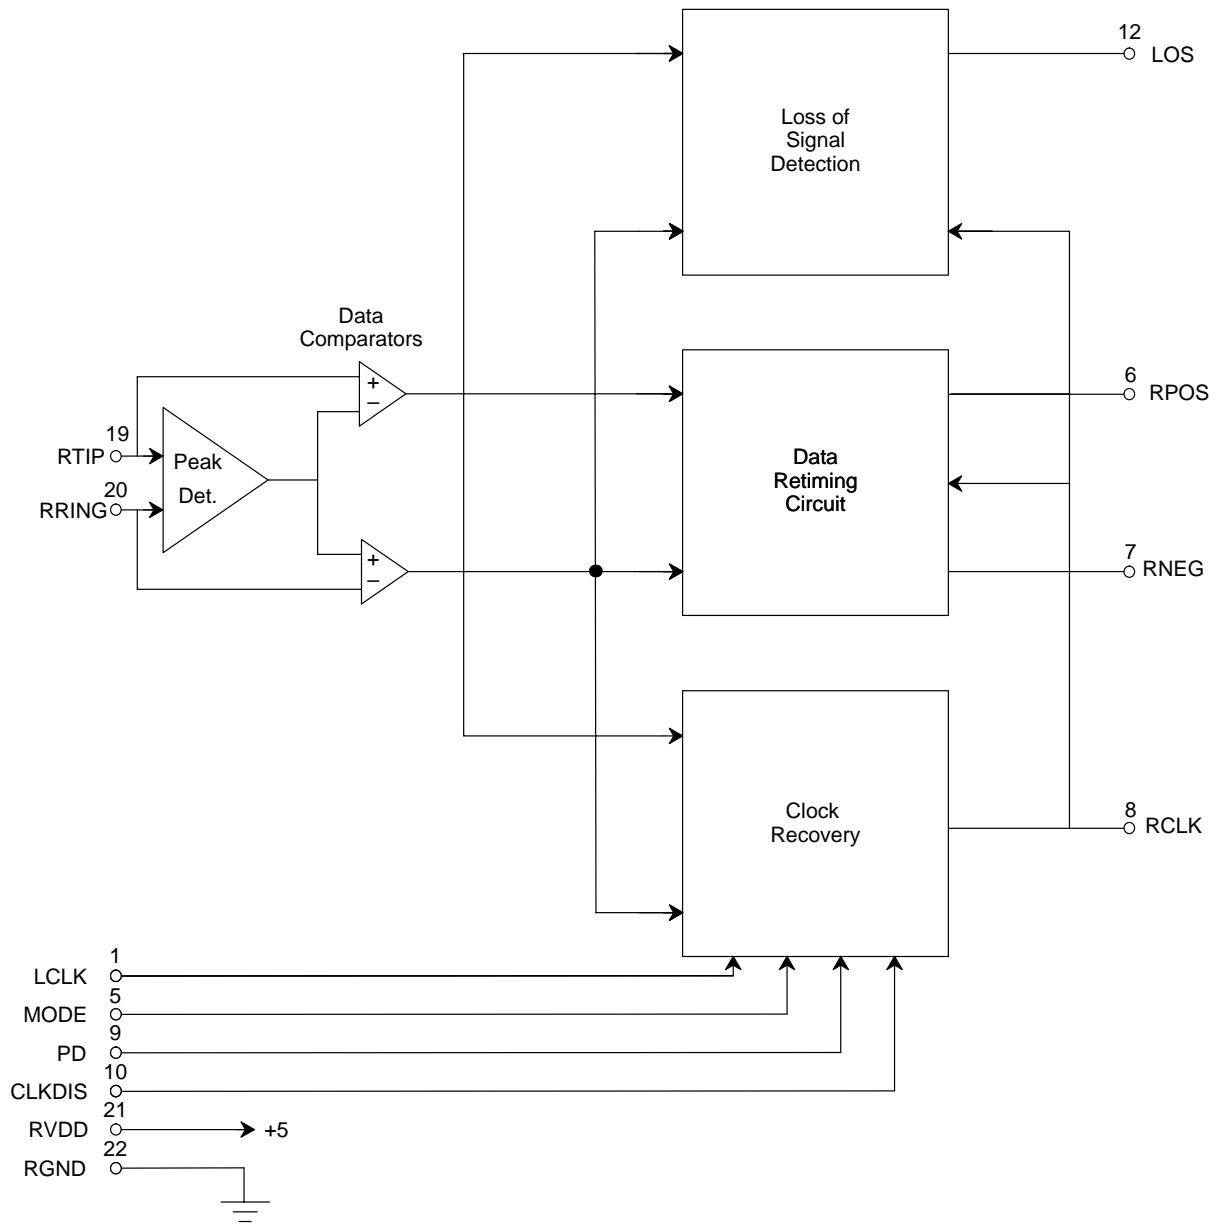 12
LOS
Loss of
Signal
Detection
Data
Comparators
+
−
6
RPOS
19
RTIP
Peak
Det.
20
RRING
Data
Retiming
Circuit
+
−
7
RNEG
Clock
Recovery
8
RCLK
1
LCLK
5
MODE
9
PD
10
CLKDIS
21
RVDD
+5
22
RGND